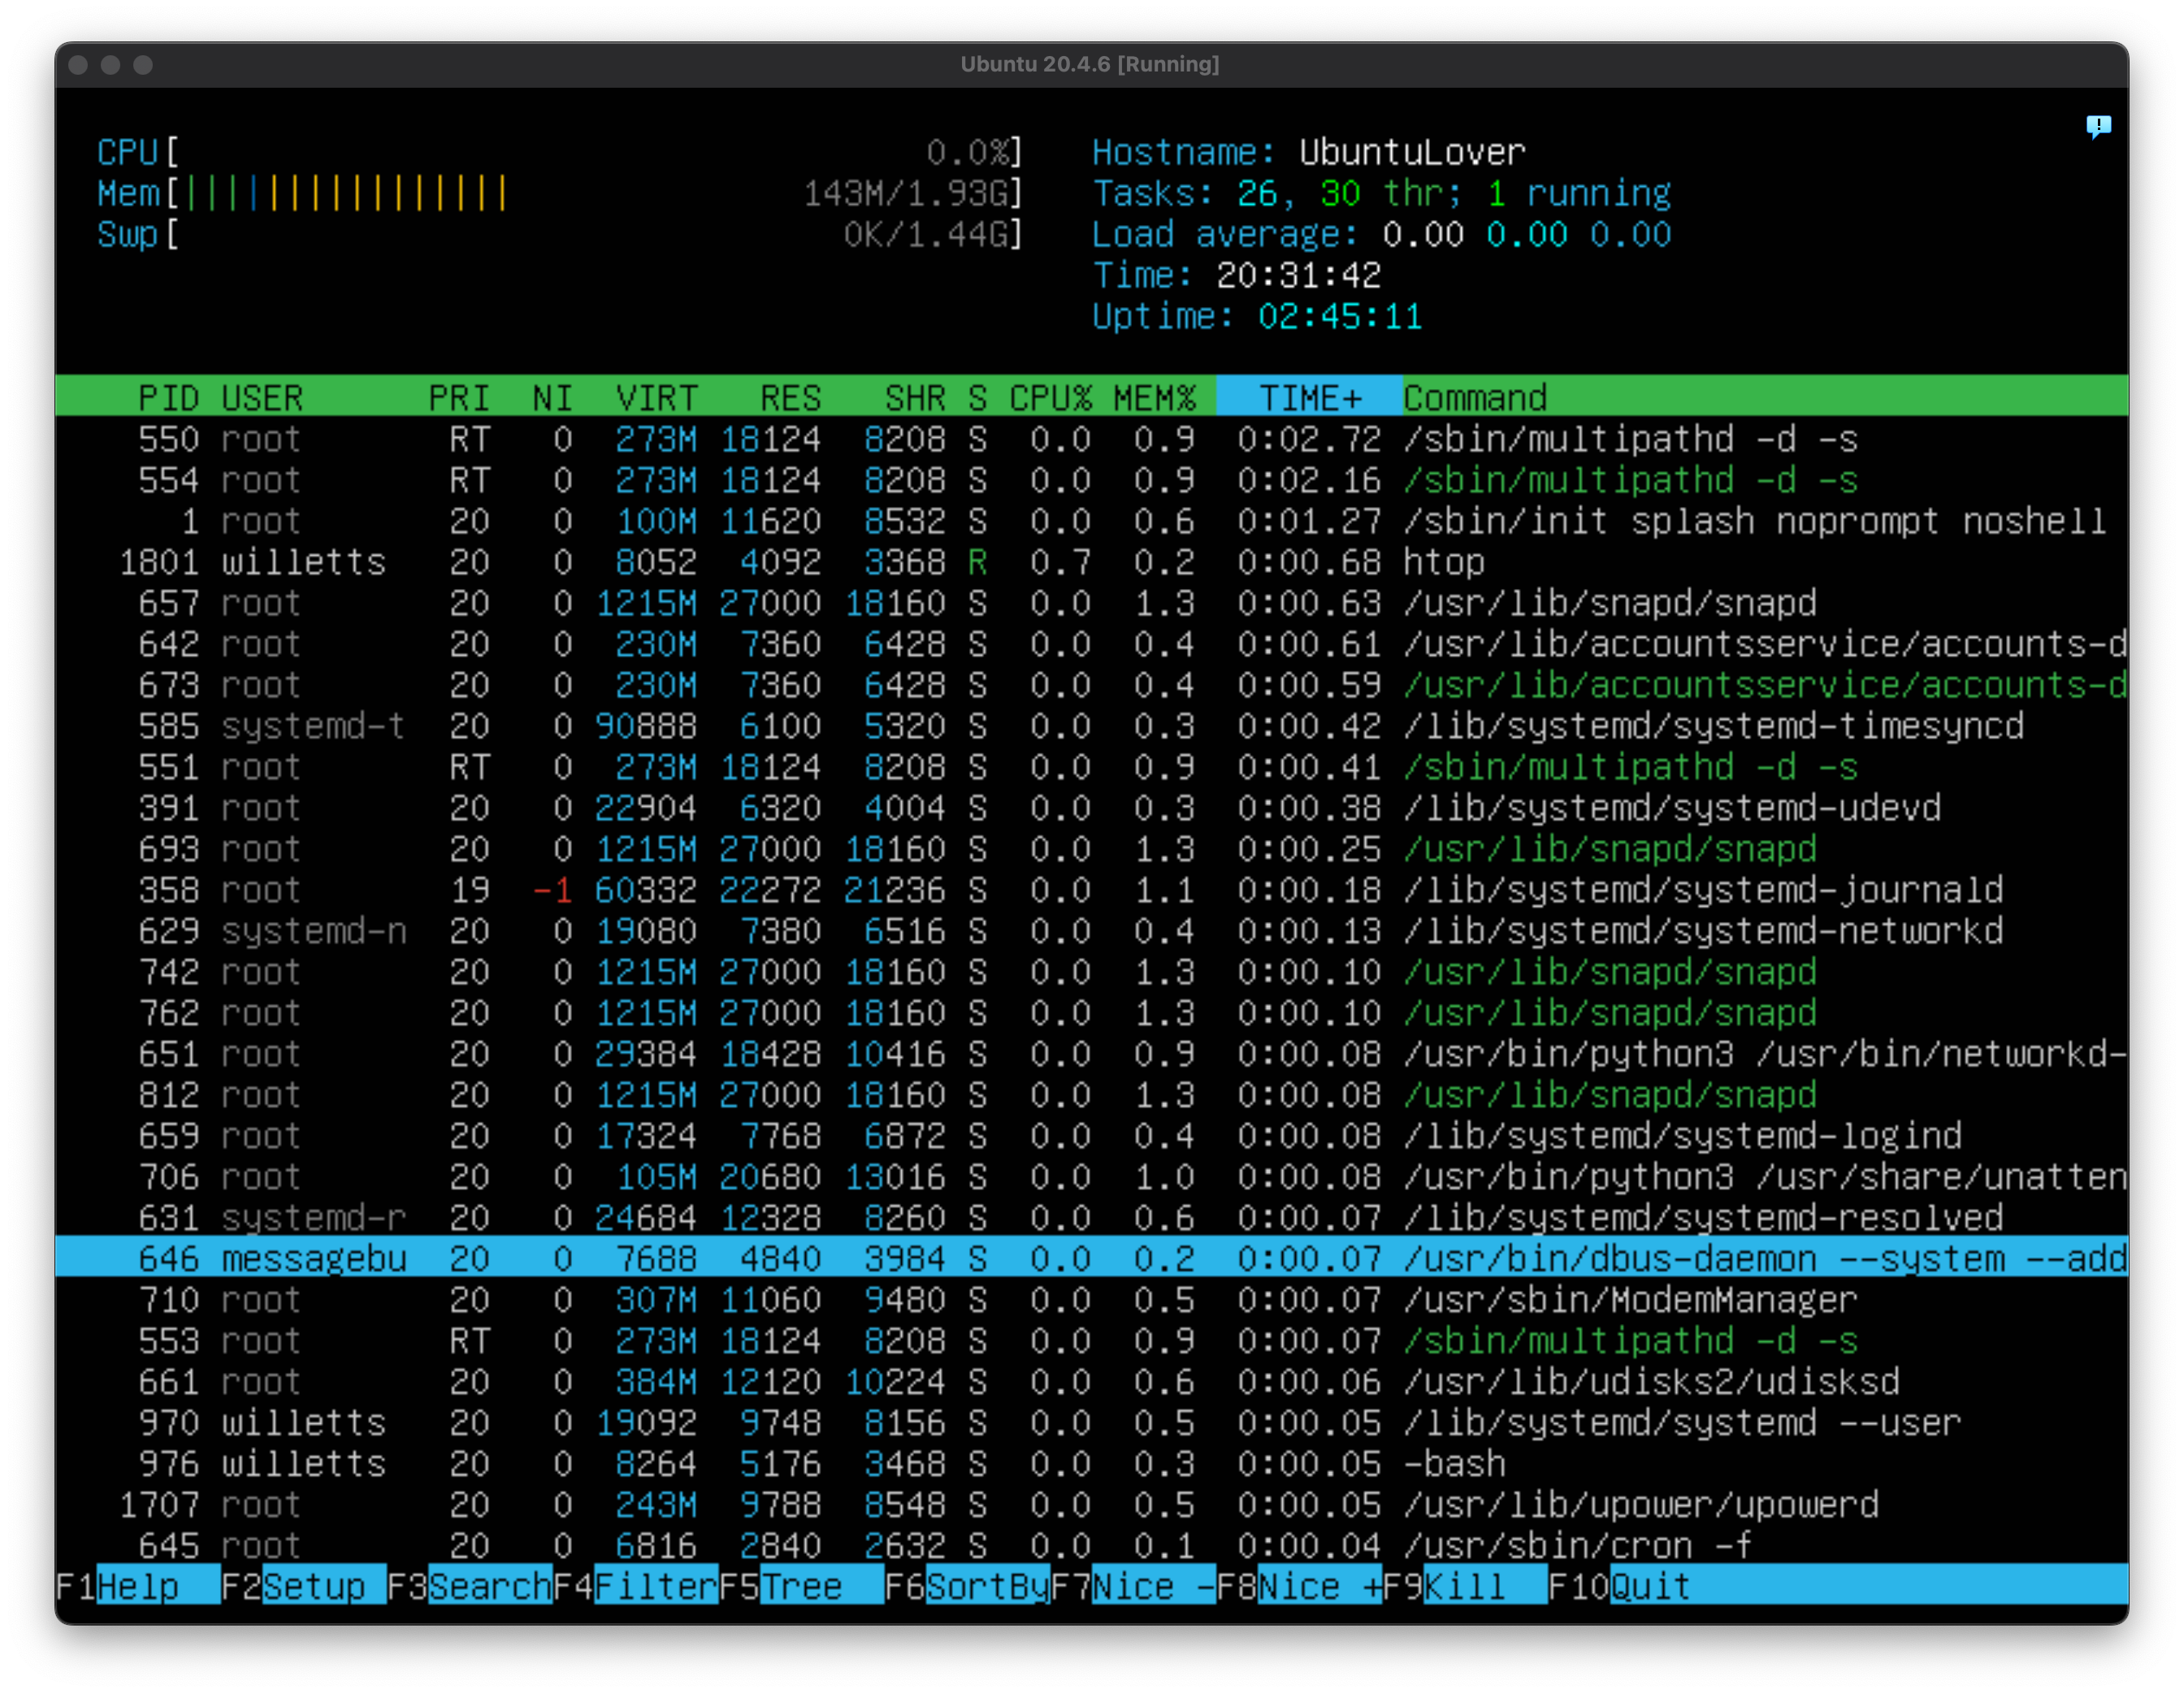 Ubuntu 20.4.6 [Running]
CPU[ 0.0%] Hostname: UbuntuLover
Mem[|||||||||||||||| 143M/1.93G] Tasks: 26, 30 thr; 1 running
Swp[ 0K/1.44G] Load average: 0.00 0.00 0.00
Time: 20:31:42
Uptime: 02:45:11
PID USER PRI NI VIRT RES SHR S CPU% MEM% TIME+ Command
550 root RT 0 273M 18124 8208 S 0.0 0.9 0:02.72 /sbin/multipathd -d -s
554 root RT 0 273M 18124 8208 S 0.0 0.9 0:02.16 /sbin/multipathd -d -s
1 root 20 0 100M 11620 8532 S 0.0 0.6 0:01.27 /sbin/init splash noprompt noshell
1801 willetts 20 0 8052 4092 3368 R 0.7 0.2 0:00.68 htop
657 root 20 0 1215M 27000 18160 S 0.0 1.3 0:00.63 /usr/lib/snapd/snapd
642 root 20 0 230M 7360 6428 S 0.0 0.4 0:00.61 /usr/lib/accountsservice/accounts-d
673 root 20 0 230M 7360 6428 S 0.0 0.4 0:00.59 /usr/lib/accountsservice/accounts-d
585 systemd-t 20 0 90888 6100 5320 S 0.0 0.3 0:00.42 /lib/systemd/systemd-timesyncd
551 root RT 0 273M 18124 8208 S 0.0 0.9 0:00.41 /sbin/multipathd -d -s
391 root 20 0 22904 6320 4004 S 0.0 0.3 0:00.38 /lib/systemd/systemd-udevd
693 root 20 0 1215M 27000 18160 S 0.0 1.3 0:00.25 /usr/lib/snapd/snapd
358 root 19 -1 60332 22272 21236 S 0.0 1.1 0:00.18 /lib/systemd/systemd-journald
629 systemd-n 20 0 19080 7380 6516 S 0.0 0.4 0:00.13 /lib/systemd/systemd-networkd
742 root 20 0 1215M 27000 18160 S 0.0 1.3 0:00.10 /usr/lib/snapd/snapd
762 root 20 0 1215M 27000 18160 S 0.0 1.3 0:00.10 /usr/lib/snapd/snapd
651 root 20 0 29384 18428 10416 S 0.0 0.9 0:00.08 /usr/bin/python3 /usr/bin/networkd-
812 root 20 0 1215M 27000 18160 S 0.0 1.3 0:00.08 /usr/lib/snapd/snapd
659 root 20 0 17324 7768 6872 S 0.0 0.4 0:00.08 /lib/systemd/systemd-logind
706 root 20 0 105M 20680 13016 S 0.0 1.0 0:00.08 /usr/bin/python3 /usr/share/unatten
631 systemd-r 20 0 24684 12328 8260 S 0.0 0.6 0:00.07 /lib/systemd/systemd-resolved
646 messagebu 20 0 7688 4840 3984 S 0.0 0.2 0:00.07 /usr/bin/dbus-daemon --system --add
710 root 20 0 307M 11060 9480 S 0.0 0.5 0:00.07 /usr/sbin/ModemManager
553 root RT 0 273M 18124 8208 S 0.0 0.9 0:00.07 /sbin/multipathd -d -s
661 root 20 0 384M 12120 10224 S 0.0 0.6 0:00.06 /usr/lib/udisks2/udisksd
970 willetts 20 0 19092 9748 8156 S 0.0 0.5 0:00.05 /lib/systemd/systemd --user
976 willetts 20 0 8264 5176 3468 S 0.0 0.3 0:00.05 -bash
1707 root 20 0 243M 9788 8548 S 0.0 0.5 0:00.05 /usr/lib/upower/upowerd
645 root 20 0 6816 2840 2632 S 0.0 0.1 0:00.04 /usr/sbin/cron -f
F1Help F2Setup F3SearchF4FilterF5Tree F6SortByF7Nice -F8Nice +F9Kill F10Quit